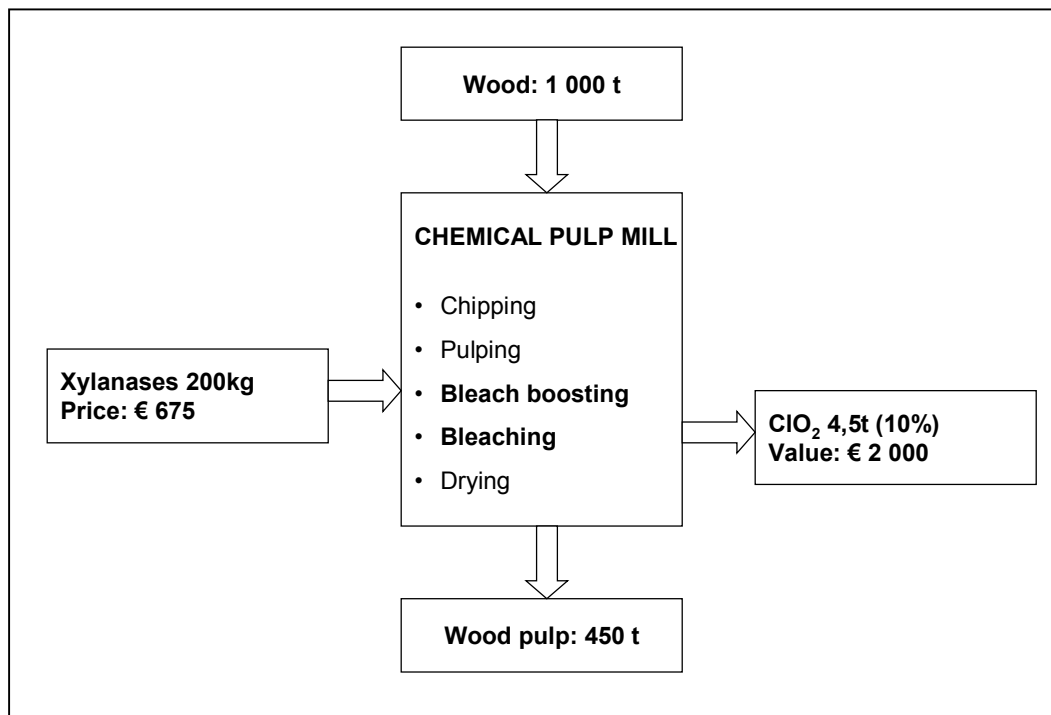 Wood: 1 000 t
CHEMICAL PULP MILL
• Chipping
• Pulping
• Bleach boosting
• Bleaching
• Drying
Xylanases 200kg
Price: € 675
ClO₂ 4,5t (10%)
Value: € 2 000
Wood pulp: 450 t